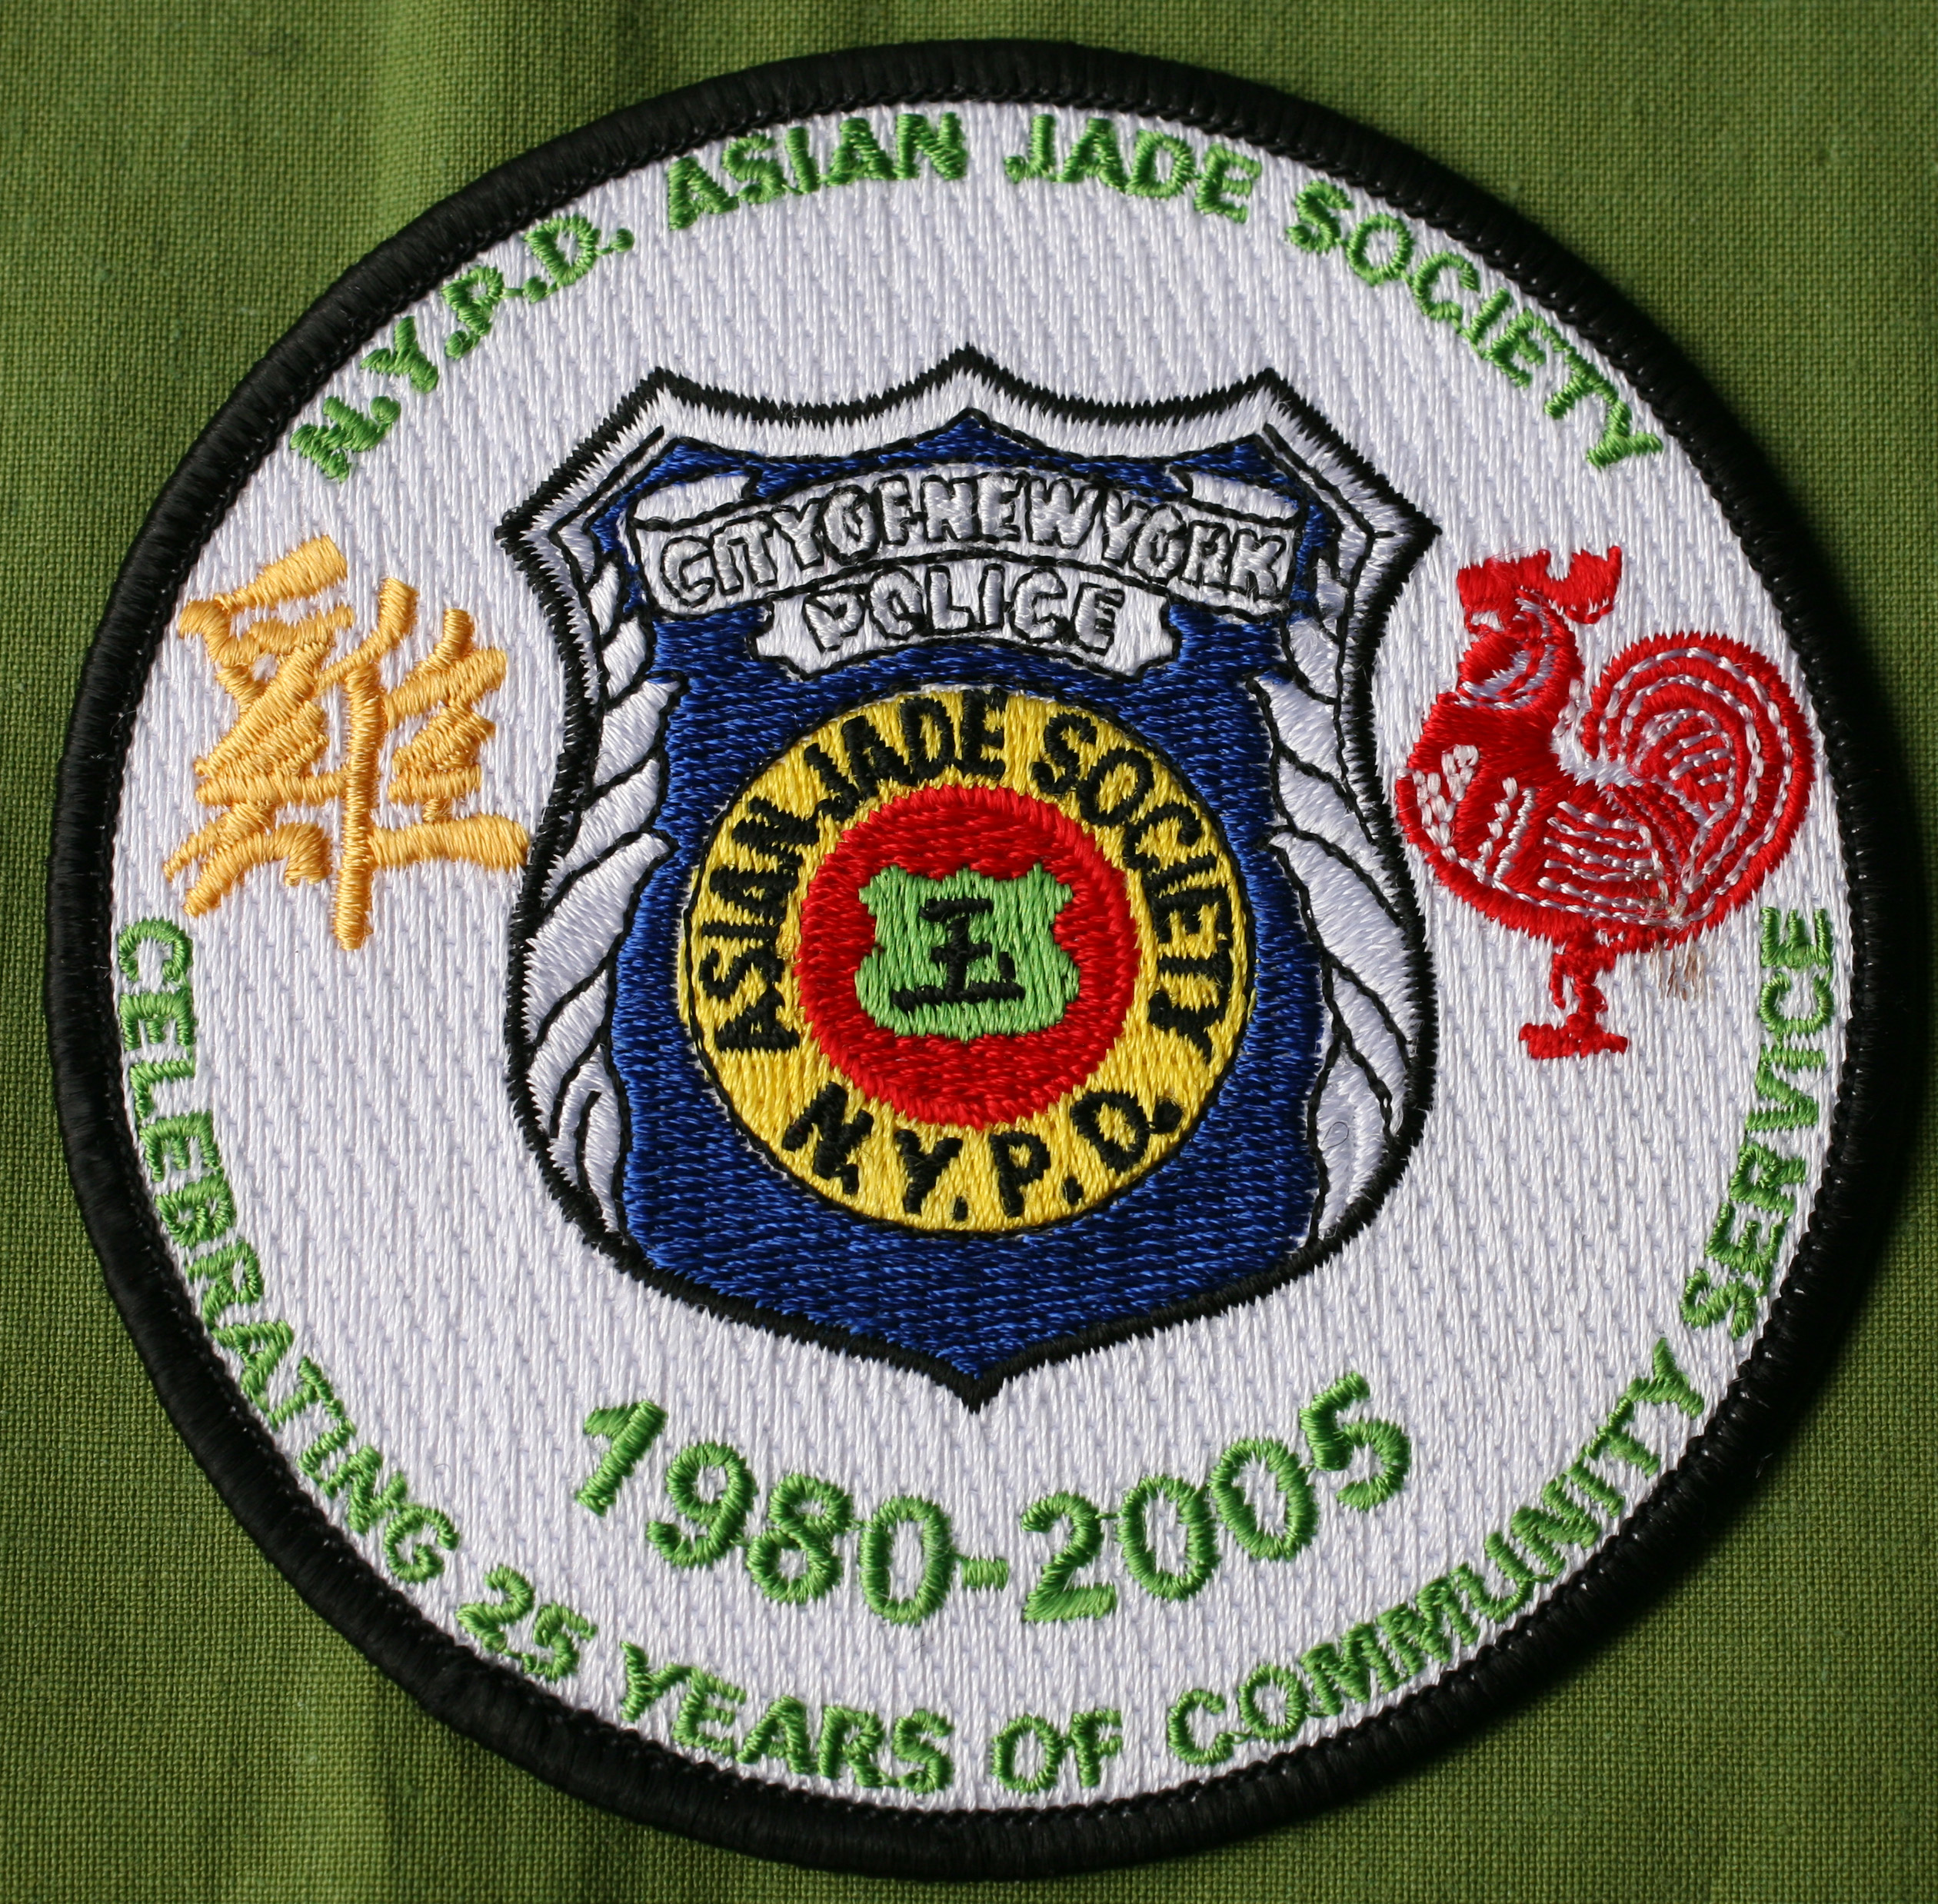 N.Y.P.D. ASIAN JADE SOCIETY
CITY OF NEW YORK
POLICE
雞
ASIAN JADE SOCIETY
王
N.Y.P.D.
1980-2005
CELEBRATING 25 YEARS OF COMMUNITY SERVICE